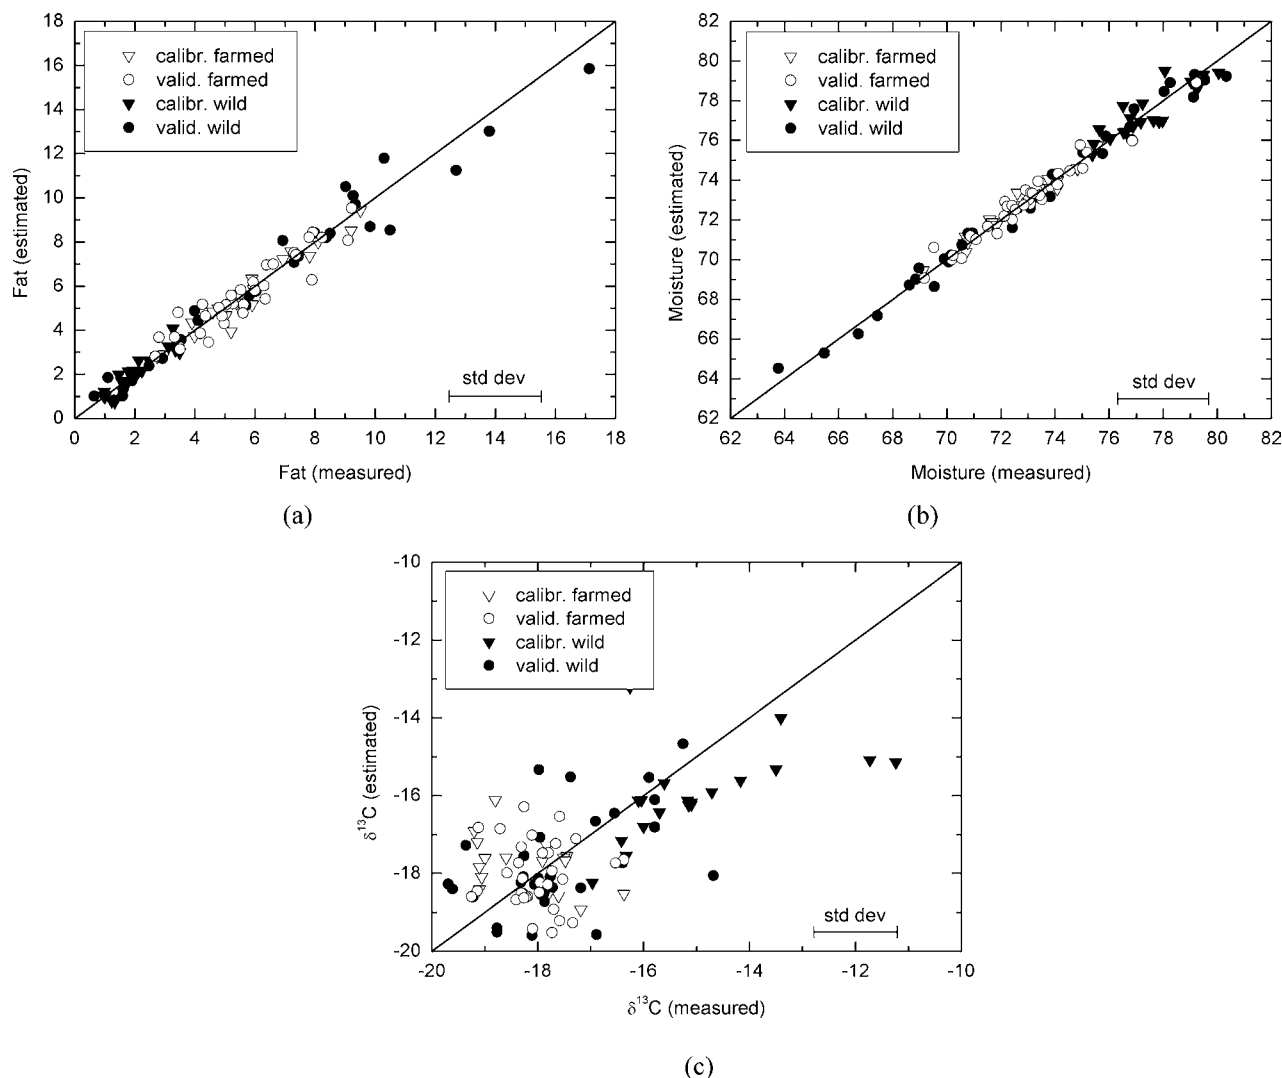 18
16
14
12
10
8
6
4
2
0
Fat (estimated)
calibr. farmed
valid. farmed
calibr. wild
valid. wild
std dev
0 2 4 6 8 10 12 14 16 18
Fat (measured)
(a)
82
80
78
76
74
72
70
68
66
64
62
Moisture (estimated)
calibr. farmed
valid. farmed
calibr. wild
valid. wild
std dev
62 64 66 68 70 72 74 76 78 80 82
Moisture (measured)
(b)
-10
-12
-14
-16
-18
-20
δ¹³C (estimated)
calibr. farmed
valid. farmed
calibr. wild
valid. wild
std dev
-20 -18 -16 -14 -12 -10
δ¹³C (measured)
(c)